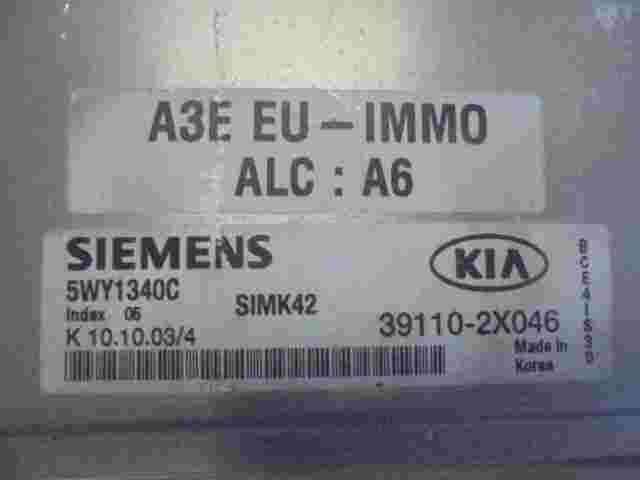 A3E EU-IMMO
ALC : A6
SIEMENS
KIA
5WY1340C
SIMK42
Index 06
39110-2X046
K 10.10.03/4
Made in
Korea